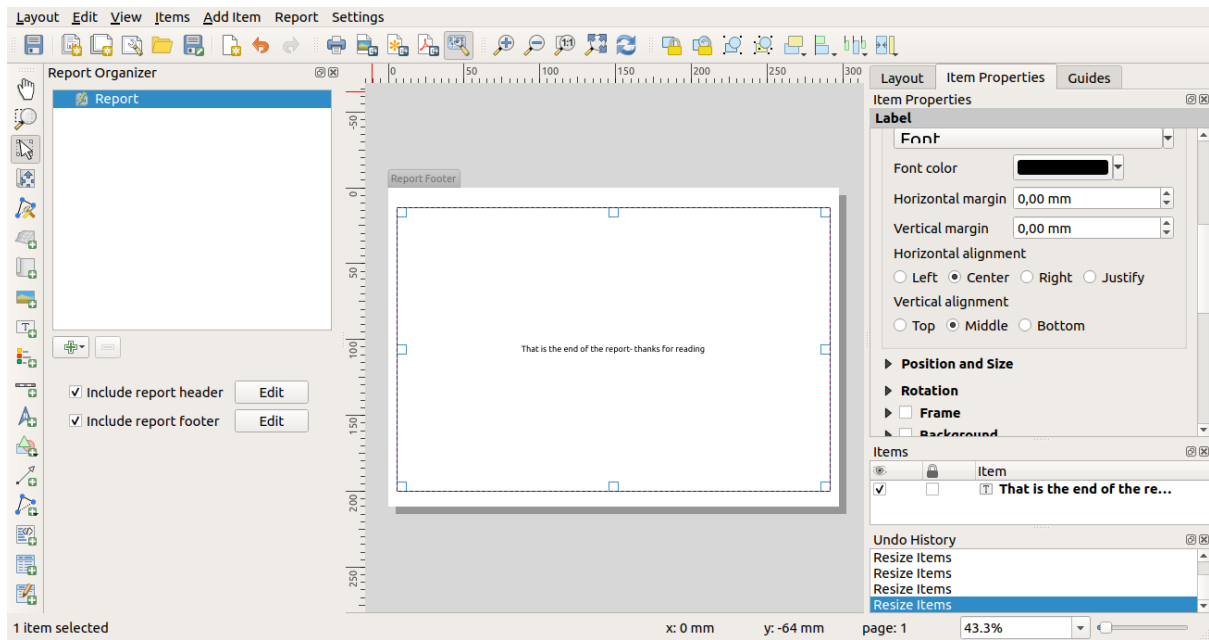 Layout Edit View Items Add Item Report Settings
Report Organizer
Report
Include report header Edit
Include report footer Edit
0 50 100 150 200 250 300
-50
0
50
100
150
200
250
Report Footer
That is the end of the report- thanks for reading
Layout Item Properties Guides
Item Properties
Label
Font
Font color
Horizontal margin 0,00 mm
Vertical margin 0,00 mm
Horizontal alignment
Left Center Right Justify
Vertical alignment
Top Middle Bottom
Position and Size
Rotation
Frame
Background
Items
Item
T That is the end of the re...
Undo History
Resize Items
Resize Items
Resize Items
Resize Items
1 item selected x: 0 mm y: -64 mm page: 1 43.3%